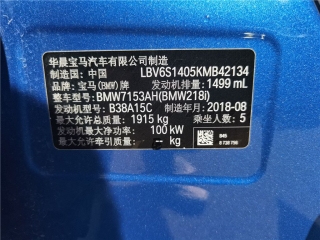 华晨宝马汽车有限公司制造
制造国：中国 LBV6S1405KMB42134
品牌：宝马(BMW)牌 发动机排量：1499 mL
整车型号：BMW7153AH(BMW218i)
发动机型号：B38A15C 制造年月：2018-08
最大允许总质量：1915 kg 乘坐人数：5
发动机最大净功率： 100 kW
最大允许牵引质量： -- kg